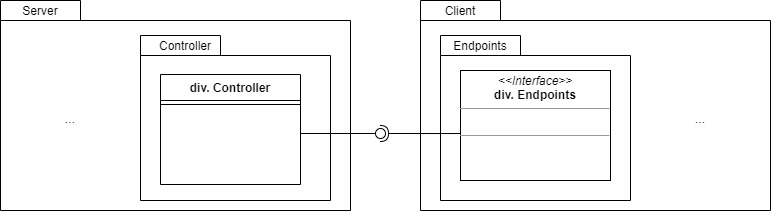 Server
Client
Controller
Endpoints
div. Controller
<<Interface>>
div. Endpoints
...
...